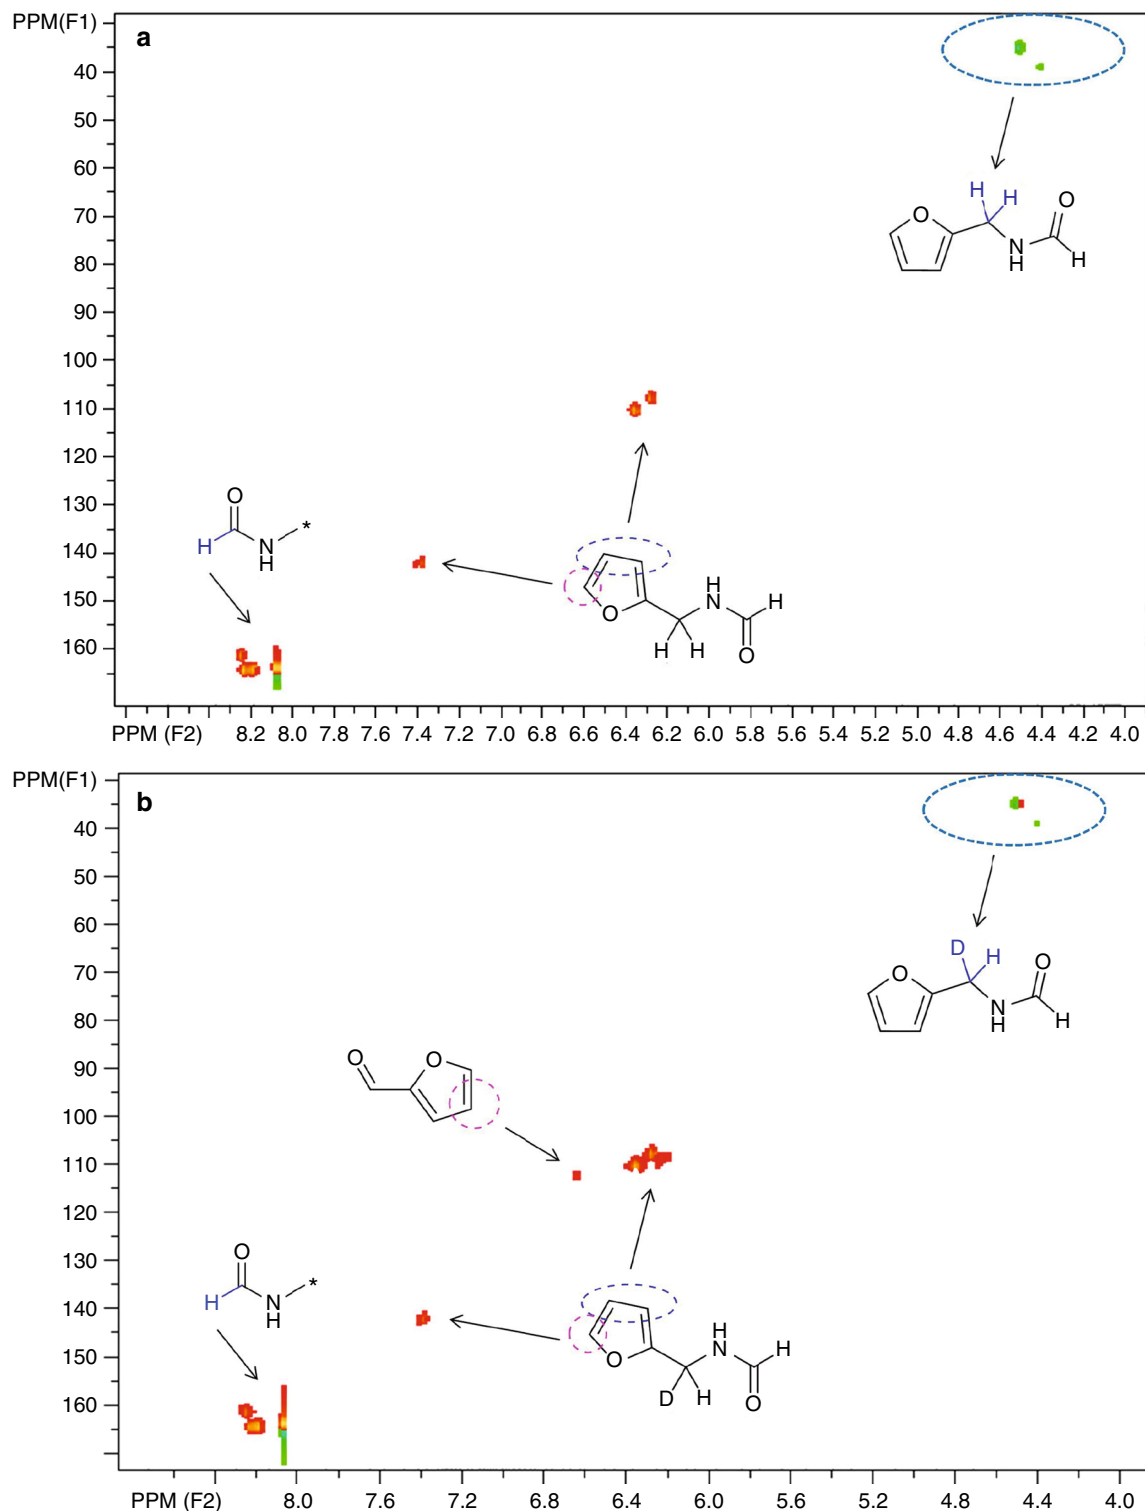 PPM(F1)
a
40
50
60
70
80
90
100
110
120
130
140
150
160
H H
O
O
N
H
H
O
H
N
H
*
H
N
H
O
H H
O
PPM (F2) 8.2 8.0 7.8 7.6 7.4 7.2 7.0 6.8 6.6 6.4 6.2 6.0 5.8 5.6 5.4 5.2 5.0 4.8 4.6 4.4 4.2 4.0
PPM(F1)
b
40
50
60
70
80
90
100
110
120
130
140
150
160
D H
O
O
N
H
H
O
O
O
H
N
H
*
H
N
H
O
D H
O
PPM (F2) 8.0 7.6 7.2 6.8 6.4 6.0 5.6 5.2 4.8 4.4 4.0